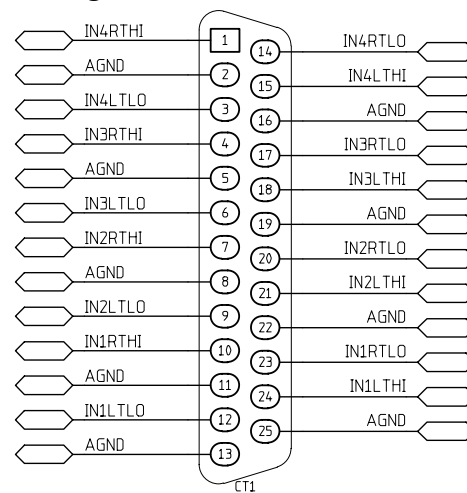 IN4RTHI 1
14 IN4RTLO
AGND 2
15 IN4LTHI
IN4LTLO 3
16 AGND
IN3RTHI 4
17 IN3RTLO
AGND 5
18 IN3LTHI
IN3LTLO 6
19 AGND
IN2RTHI 7
20 IN2RTLO
AGND 8
21 IN2LTHI
IN2LTLO 9
22 AGND
IN1RTHI 10
23 IN1RTLO
AGND 11
24 IN1LTHI
IN1LTLO 12
25 AGND
AGND 13
CT1